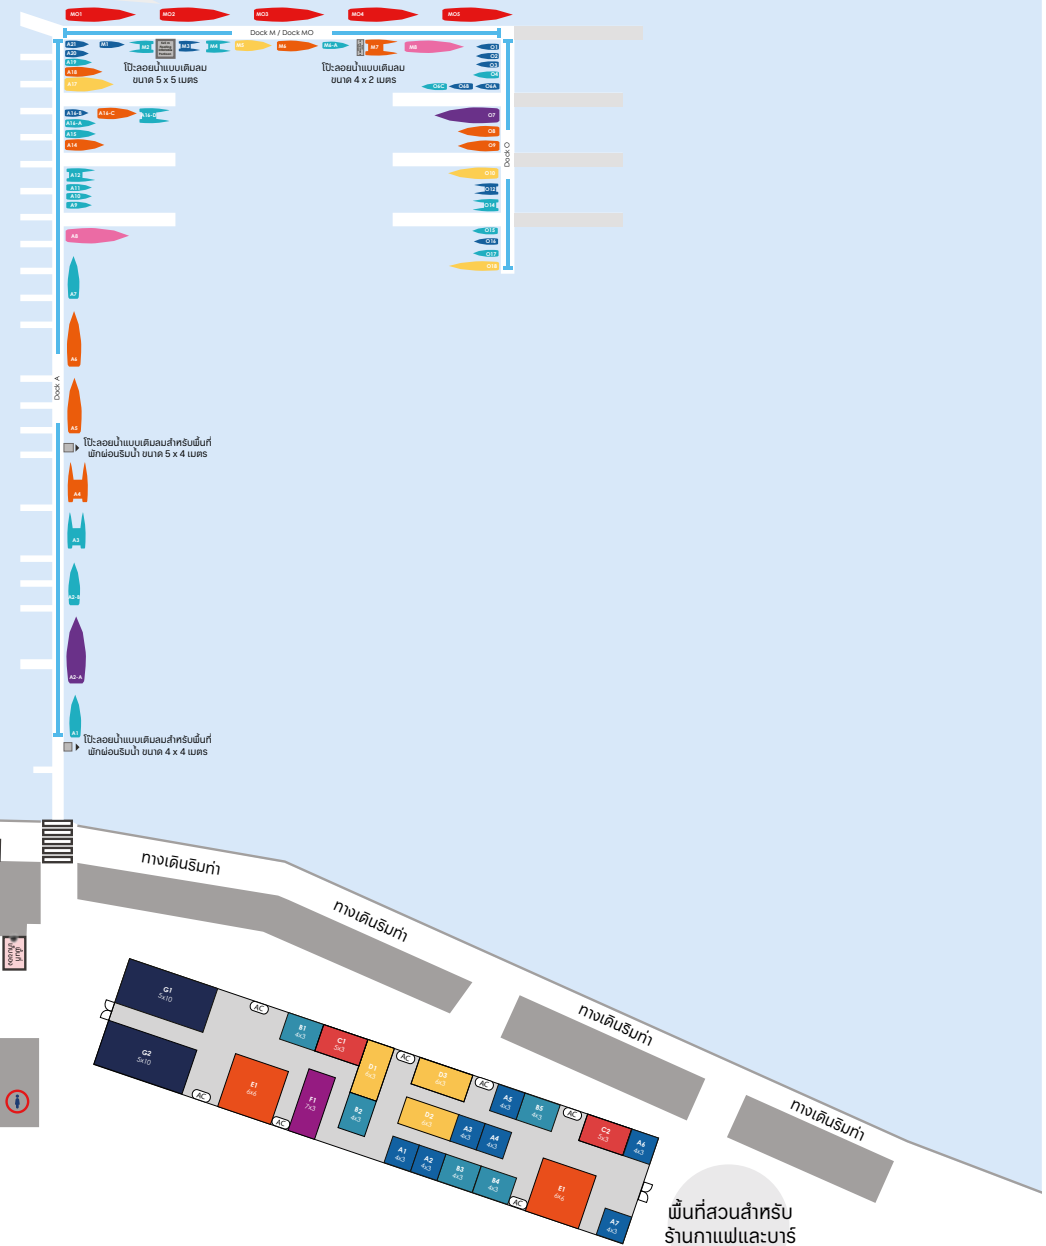 MO1
MO2
MO3
MO4
MO5
Dock M / Dock MO
A21
A20
A19
A18
A17
M1
M2
M3
M4
M5
M6
M6-A
M7
M8
O1
O2
O3
O4
O6C
O6B
O6A
โป๊ะลอยน้ำแบบเติมลม
ขนาด 5 x 5 เมตร
โป๊ะลอยน้ำแบบเติมลม
ขนาด 4 x 2 เมตร
A16-B
A16-C
A16-D
A16-A
A15
A14
O7
O8
O9
Dock O
A12
A11
A10
A9
O10
O12
O14
A8
O15
O16
O17
O18
A7
A6
Dock A
A5
โป๊ะลอยน้ำแบบเติมลมสำหรับพื้นที่
พักผ่อนริมน้ำ ขนาด 5 x 4 เมตร
A4
A3
A2-B
A2-A
A1
โป๊ะลอยน้ำแบบเติมลมสำหรับพื้นที่
พักผ่อนริมน้ำ ขนาด 4 x 4 เมตร
ทางเดินริมท่า
ทางเดินริมท่า
ทางเดินริมท่า
ทางเดินริมท่า
G1
5x10
G2
5x10
AC
AC
E1
6x6
AC
B1
4x3
C1
5x3
F1
7x3
D1
6x3
B2
4x3
AC
D3
6x3
AC
D2
6x3
A3
4x3
A4
4x3
A5
4x3
B5
4x3
AC
A1
4x3
A2
4x3
B3
4x3
B4
4x3
AC
E1
6x6
C2
5x3
A6
4x3
A7
4x3
พื้นที่สวนสำหรับ
ร้านกาแฟและบาร์